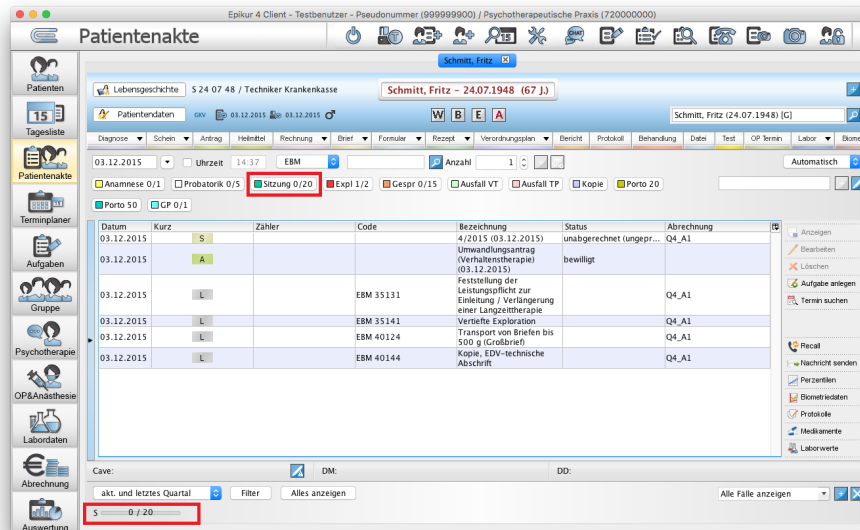 Epikur 4 Client - Testbenutzer - Pseudonummer (999999900) / Psychotherapeutische Praxis (720000000)
Patientenakte
Schmitt, Fritz
Patienten
Tagesliste
Patientenakte
Terminplaner
Aufgaben
Gruppe
Psychotherapie
OP&Anästhesie
Labordaten
Abrechnung
Auswertung
Lebensgeschichte S 24 07 48 / Techniker Krankenkasse Schmitt, Fritz - 24.07.1948 (67 J.)
Patientendaten GKV 03.12.2015 03.12.2015 W B E A Schmitt, Fritz (24.07.1948) [G]
Diagnose Schein Antrag Heilmittel Rechnung Brief Formular Rezept Verordnungsplan Bericht Protokoll Behandlung Datei Test OP Termin Labor Biome
03.12.2015 Uhrzeit 14:37 EBM Anzahl 1 Automatisch
Anamnese 0/1 Probatorik 0/5 Sitzung 0/20 Expl 1/2 Gespr 0/15 Ausfall VT Ausfall TP Kopie Porto 20
Porto 50 GP 0/1
Datum Kurz Zähler Code Bezeichnung Status Abrechnung
03.12.2015 S 4/2015 (03.12.2015) unabgerechnet (ungepr... Q4_A1
03.12.2015 A Umwandlungsantrag
(Verhaltenstherapie)
(03.12.2015) bewilligt
03.12.2015 L EBM 35131 Feststellung der
Leistungspflicht zur
Einleitung / Verlängerung
einer Langzeittherapie Q4_A1
03.12.2015 L EBM 35141 Vertiefte Exploration Q4_A1
03.12.2015 L EBM 40124 Transport von Briefen bis
500 g (Großbrief) Q4_A1
03.12.2015 L EBM 40144 Kopie, EDV-technische
Abschrift Q4_A1
Anzeigen
Bearbeiten
Löschen
Aufgabe anlegen
Termin suchen
Recall
Nachricht senden
Perzentilen
Biometriedaten
Protokolle
Medikamente
Laborwerte
Cave: DM: DD:
akt. und letztes Quartal Filter Alles anzeigen Alle Fälle anzeigen
S 0 / 20